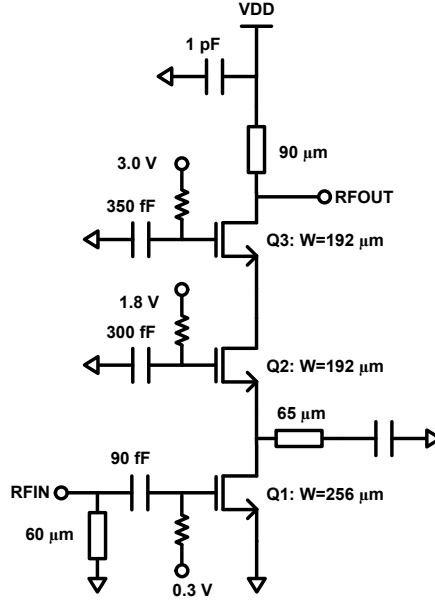 VDD
1 pF
90 μm
3.0 V
RFOUT
350 fF
Q3: W=192 μm
1.8 V
300 fF
Q2: W=192 μm
65 μm
90 fF
RFIN
Q1: W=256 μm
60 μm
0.3 V